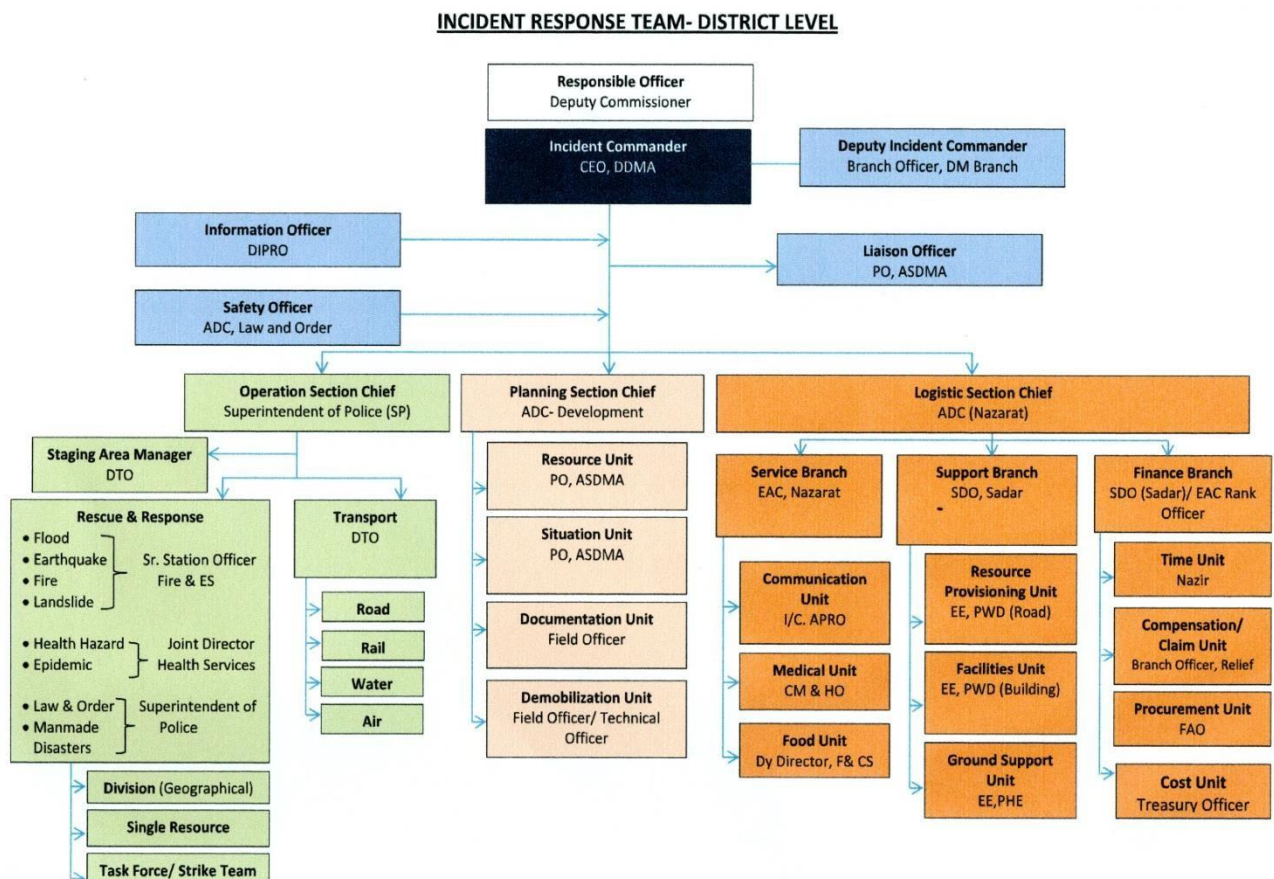 INCIDENT RESPONSE TEAM- DISTRICT LEVEL
Responsible Officer
Deputy Commissioner
Incident Commander
CEO, DDMA
Deputy Incident Commander
Branch Officer, DM Branch
Information Officer
DIPRO
Liaison Officer
PO, ASDMA
Safety Officer
ADC, Law and Order
Operation Section Chief
Superintendent of Police (SP)
Planning Section Chief
ADC- Development
Logistic Section Chief
ADC (Nazarat)
Staging Area Manager
DTO
Rescue & Response
• Flood
• Earthquake
• Fire
• Landslide
Sr. Station Officer
Fire & ES
• Health Hazard
• Epidemic
Joint Director
Health Services
• Law & Order
• Manmade
Disasters
Superintendent of
Police
Division (Geographical)
Single Resource
Task Force/ Strike Team
Transport
DTO
Road
Rail
Water
Air
Resource Unit
PO, ASDMA
Situation Unit
PO, ASDMA
Documentation Unit
Field Officer
Demobilization Unit
Field Officer/ Technical
Officer
Service Branch
EAC, Nazarat
Communication
Unit
I/C. APRO
Medical Unit
CM & HO
Food Unit
Dy Director, F& CS
Support Branch
SDO, Sadar
Resource
Provisioning Unit
EE, PWD (Road)
Facilities Unit
EE, PWD (Building)
Ground Support
Unit
EE,PHE
Finance Branch
SDO (Sadar)/ EAC Rank
Officer
Time Unit
Nazir
Compensation/
Claim Unit
Branch Officer, Relief
Procurement Unit
FAO
Cost Unit
Treasury Officer